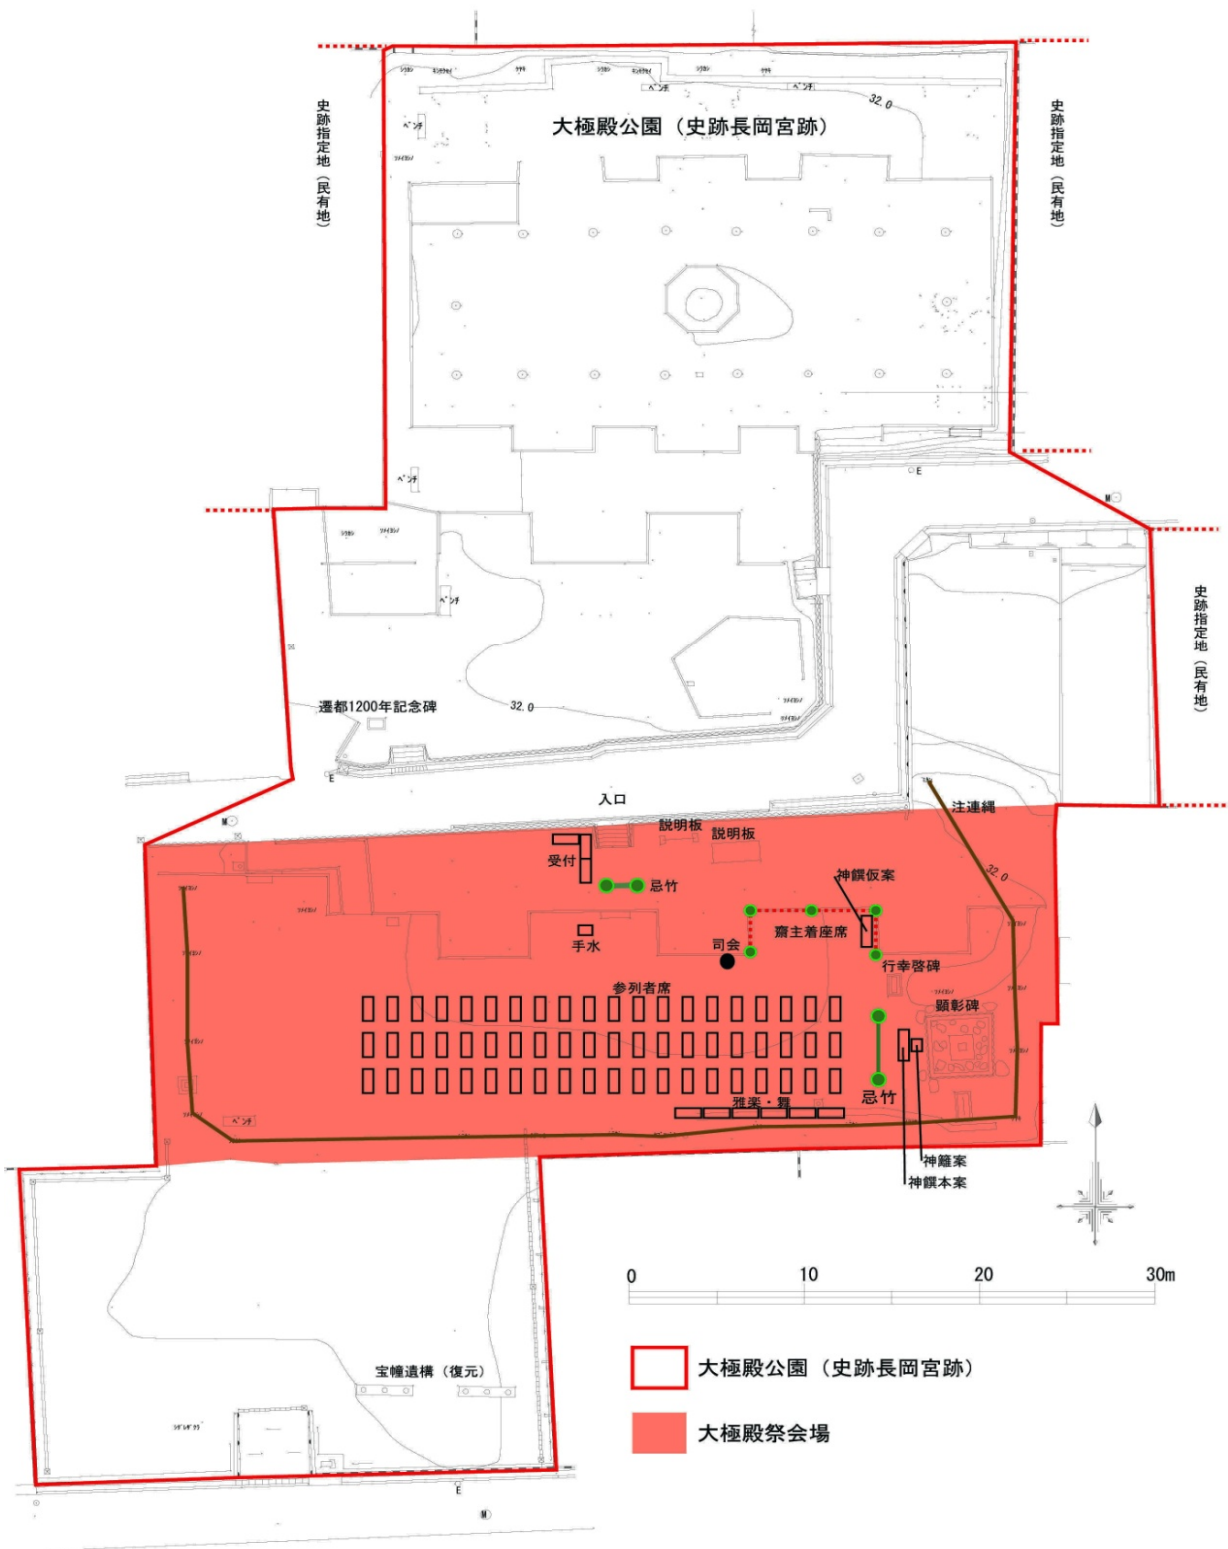 史跡指定地（民有地）
史跡指定地（民有地）
大極殿公園（史跡長岡宮跡）
32.0
ベンチ
ベンチ
ベンチ
ベンチ
E
M
ベンチ
史跡指定地（民有地）
遷都1200年記念碑
32.0
E
入口
注連縄
M
説明板
説明板
受付
忌竹
神饌仮案
32.0
手水
司会
齋主着座席
行幸啓碑
参列者席
顕彰碑
忌竹
雅楽・舞
ベンチ
神籬案
神饌本案
0 10 20 30m
宝幢遺構（復元）
大極殿公園（史跡長岡宮跡）
大極殿祭会場
E
M